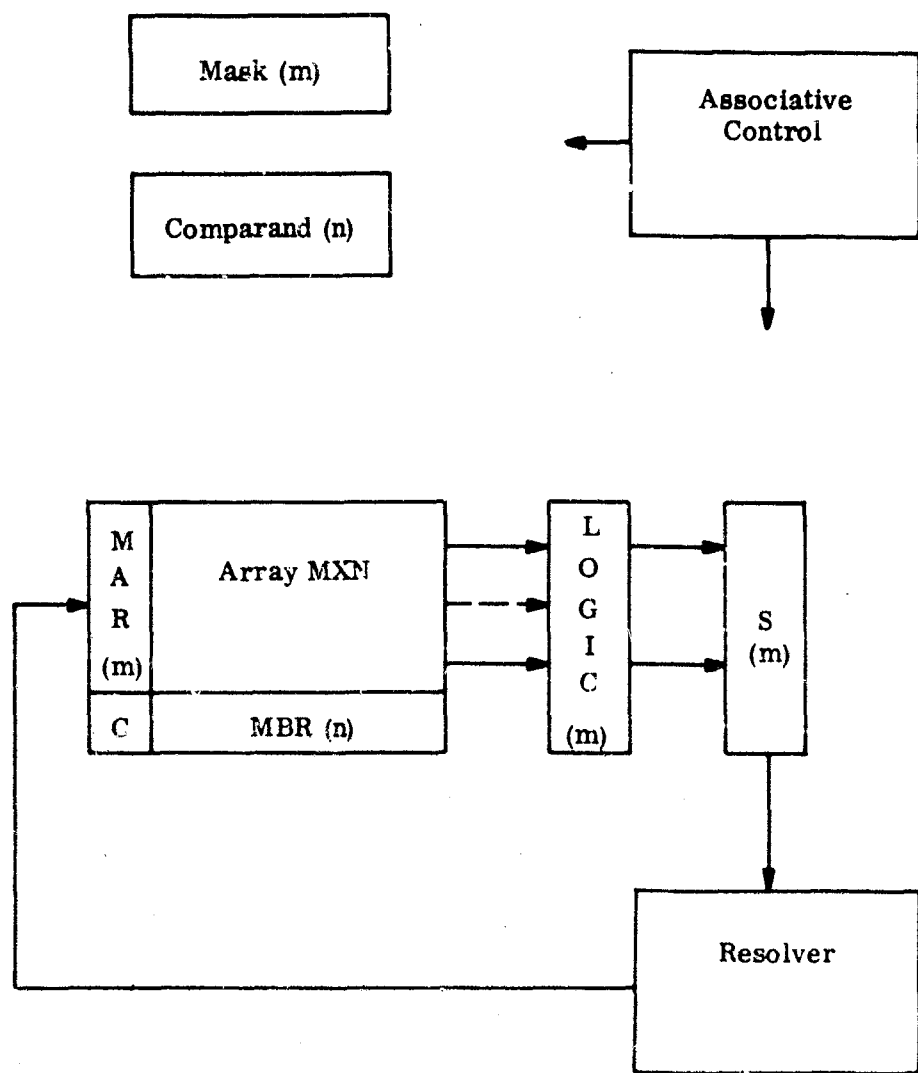 Mask (m)
Associative
Control
Comparand (n)
M
A
R
(m)
Array MXN
C
MBR (n)
L
O
G
I
C
(m)
S
(m)
Resolver